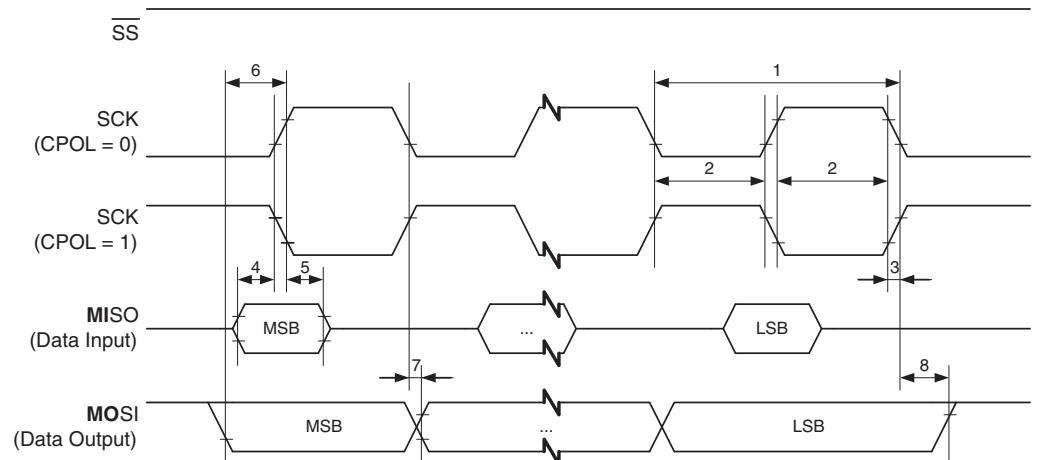 SS
6
1
SCK
(CPOL = 0)
2
2
SCK
(CPOL = 1)
4
5
3
MISO
(Data Input)
MSB
...
LSB
7
8
MOSI
(Data Output)
MSB
...
LSB